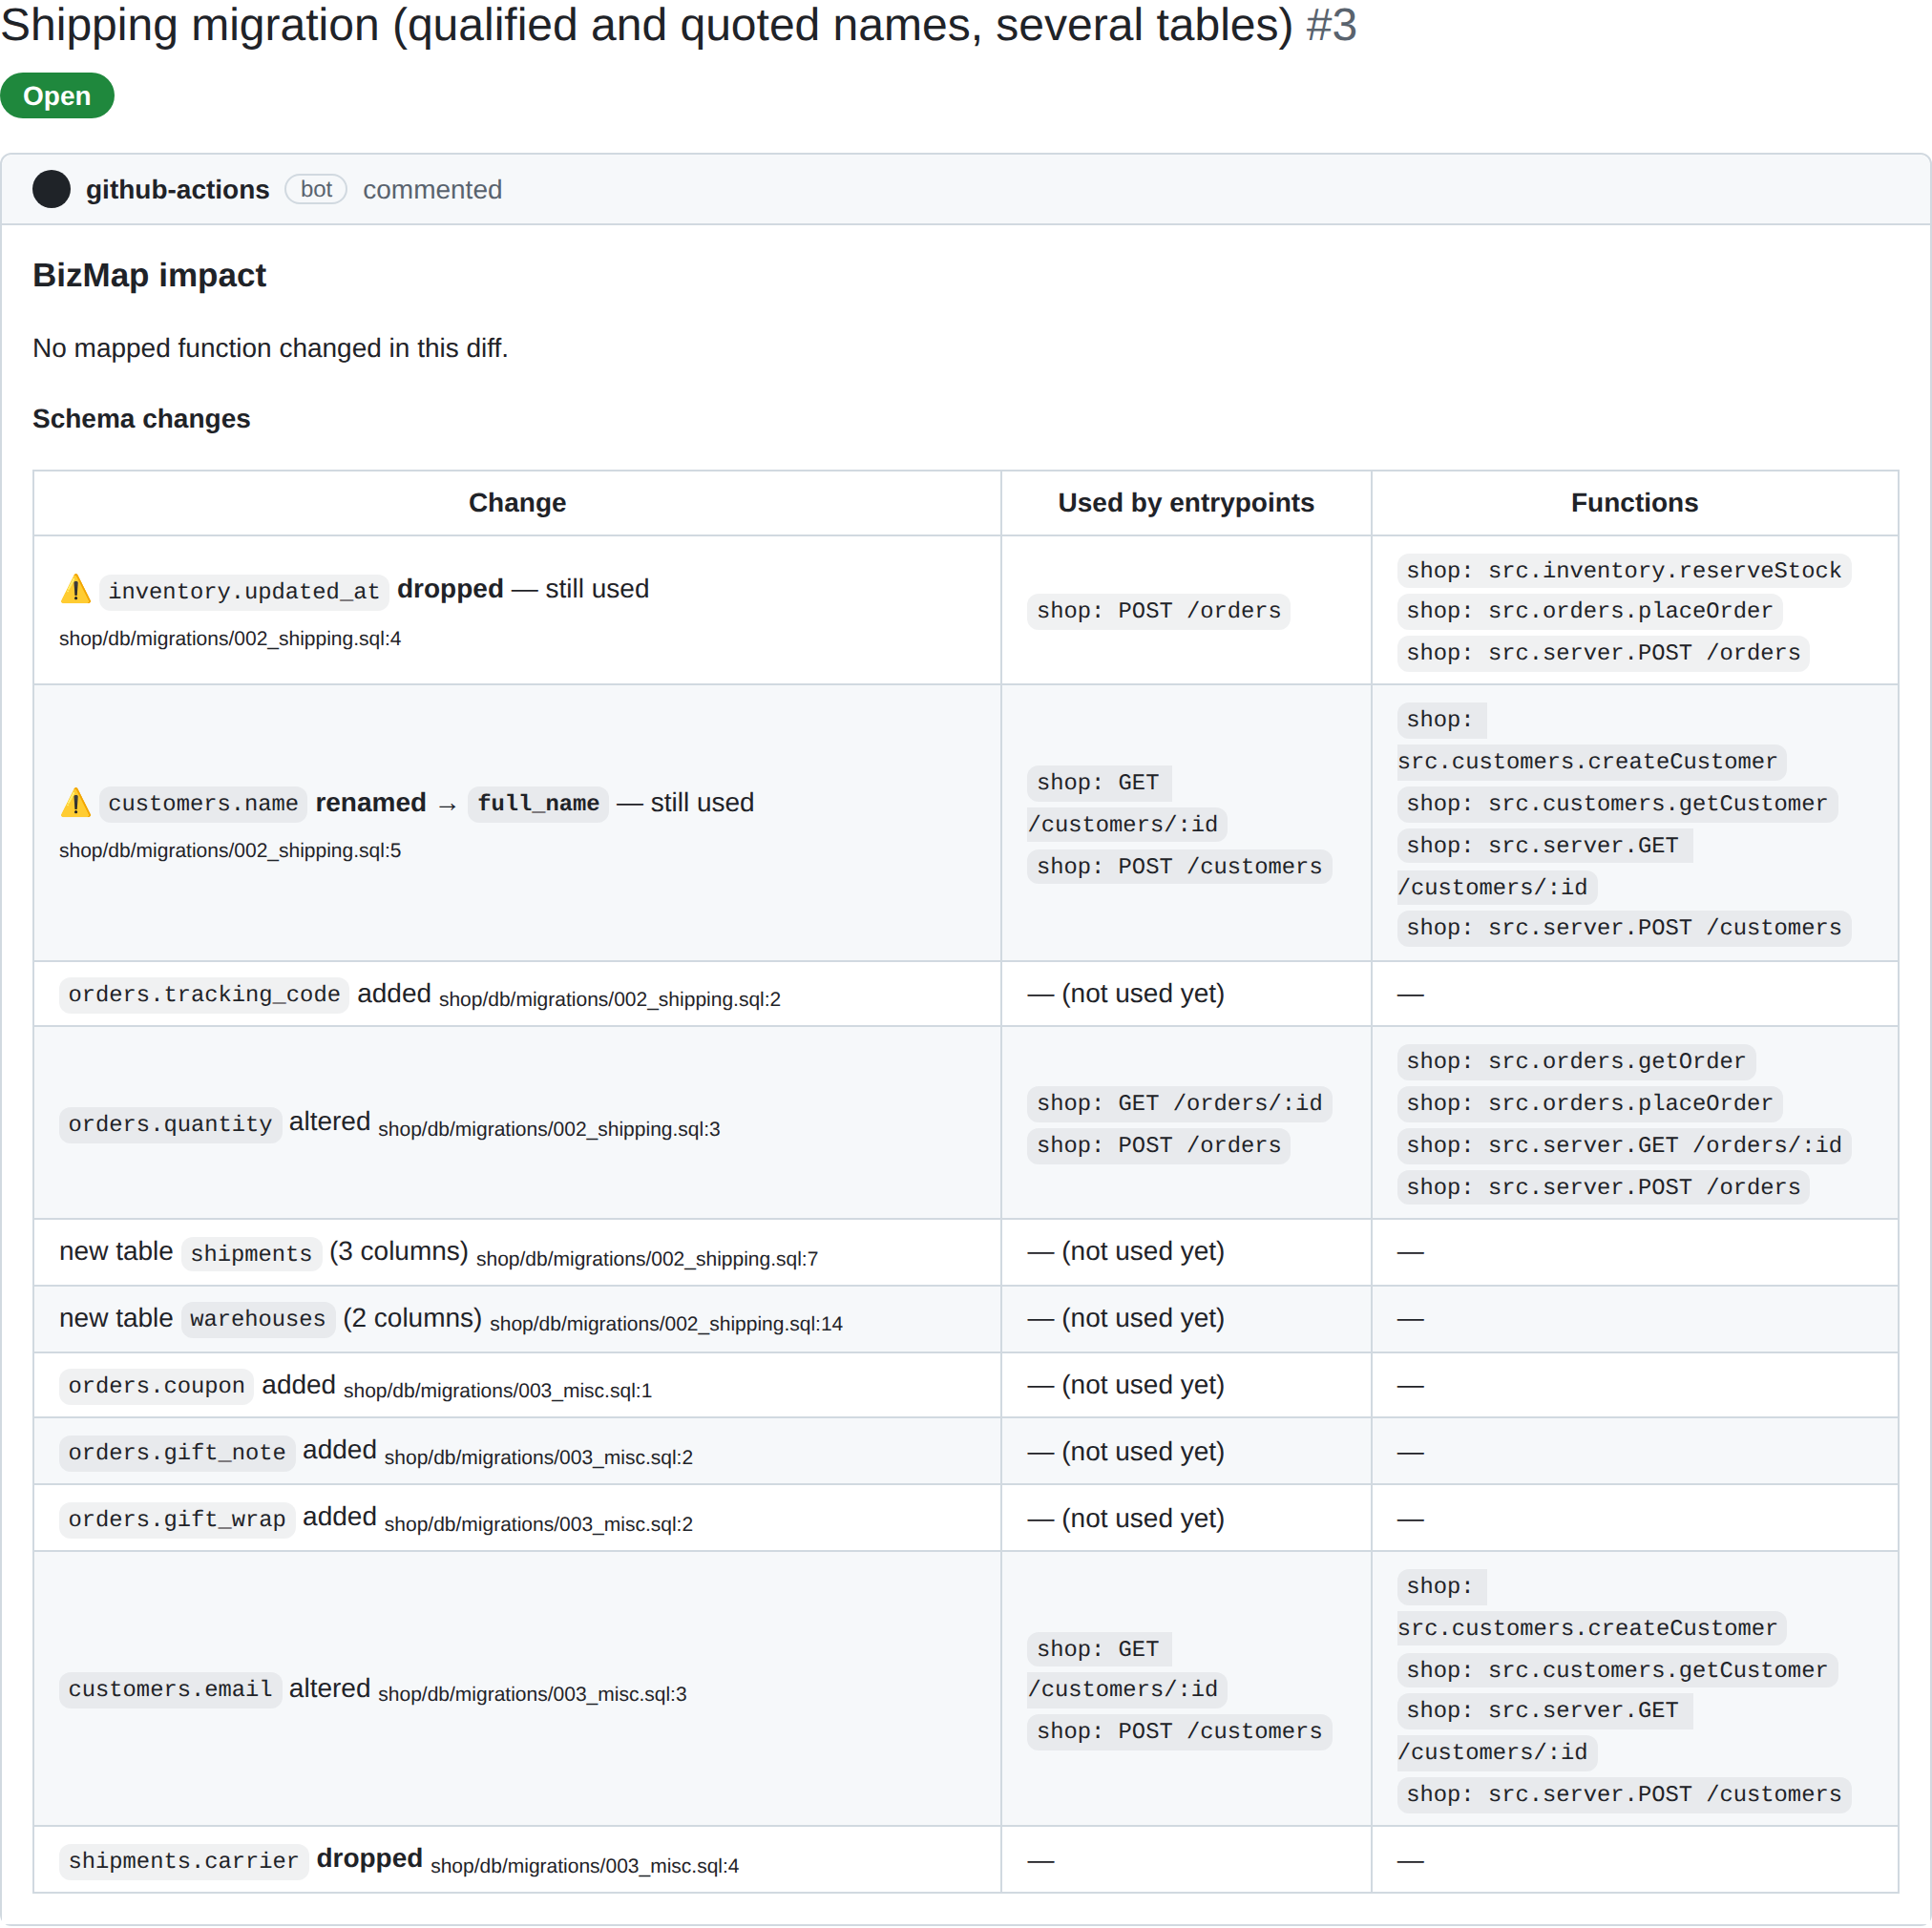 Shipping migration (qualified and quoted names, several tables) #3
Open
github-actions bot commented
BizMap impact
No mapped function changed in this diff.
Schema changes
Change Used by entrypoints Functions
⚠️ inventory.updated_at dropped — still used
shop/db/migrations/002_shipping.sql:4
shop: POST /orders
shop: src.inventory.reserveStock
shop: src.orders.placeOrder
shop: src.server.POST /orders
⚠️ customers.name renamed → full_name — still used
shop/db/migrations/002_shipping.sql:5
shop: GET
/customers/:id
shop: POST /customers
shop:
src.customers.createCustomer
shop: src.customers.getCustomer
shop: src.server.GET
/customers/:id
shop: src.server.POST /customers
orders.tracking_code added shop/db/migrations/002_shipping.sql:2 — (not used yet) —
orders.quantity altered shop/db/migrations/002_shipping.sql:3
shop: GET /orders/:id
shop: POST /orders
shop: src.orders.getOrder
shop: src.orders.placeOrder
shop: src.server.GET /orders/:id
shop: src.server.POST /orders
new table shipments (3 columns) shop/db/migrations/002_shipping.sql:7 — (not used yet) —
new table warehouses (2 columns) shop/db/migrations/002_shipping.sql:14 — (not used yet) —
orders.coupon added shop/db/migrations/003_misc.sql:1 — (not used yet) —
orders.gift_note added shop/db/migrations/003_misc.sql:2 — (not used yet) —
orders.gift_wrap added shop/db/migrations/003_misc.sql:2 — (not used yet) —
customers.email altered shop/db/migrations/003_misc.sql:3
shop: GET
/customers/:id
shop: POST /customers
shop:
src.customers.createCustomer
shop: src.customers.getCustomer
shop: src.server.GET
/customers/:id
shop: src.server.POST /customers
shipments.carrier dropped shop/db/migrations/003_misc.sql:4 — —